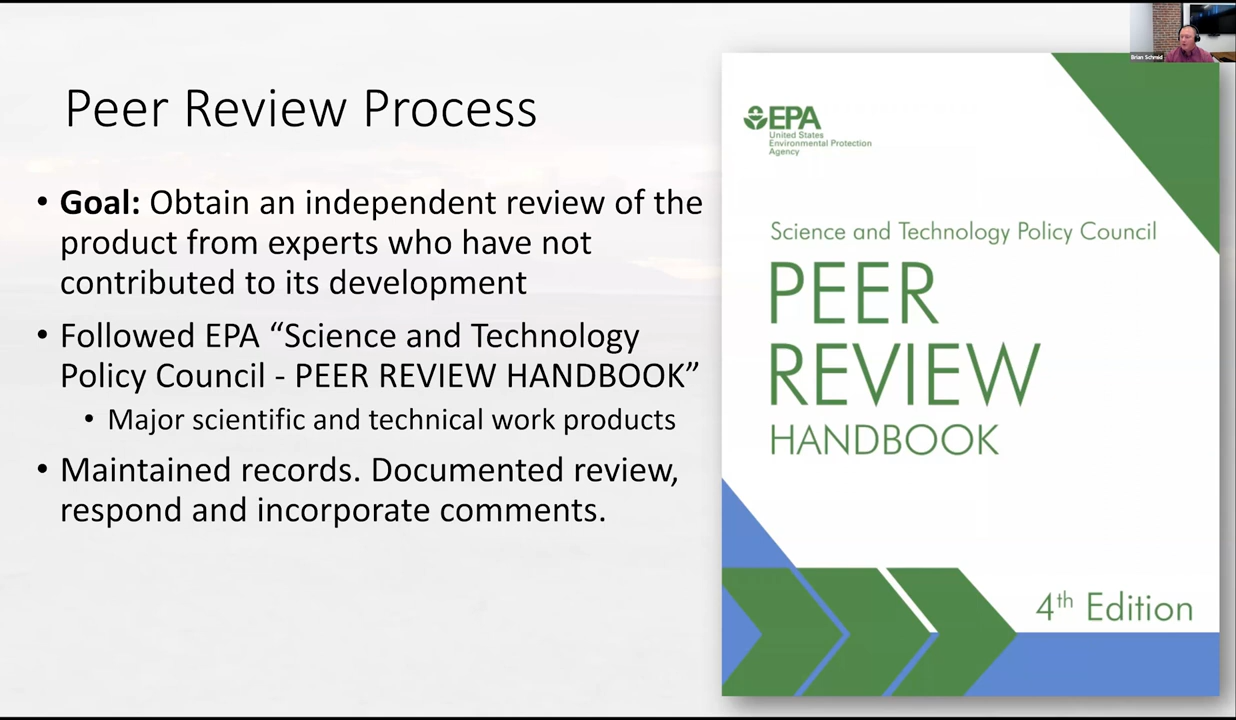 Peer Review Process
• Goal: Obtain an independent review of the
product from experts who have not
contributed to its development
• Followed EPA “Science and Technology
Policy Council - PEER REVIEW HANDBOOK”
• Major scientific and technical work products
• Maintained records. Documented review,
respond and incorporate comments.
Brian Schmid
EPA
United States
Environmental Protection
Agency
Science and Technology Policy Council
PEER
REVIEW
HANDBOOK
4th Edition